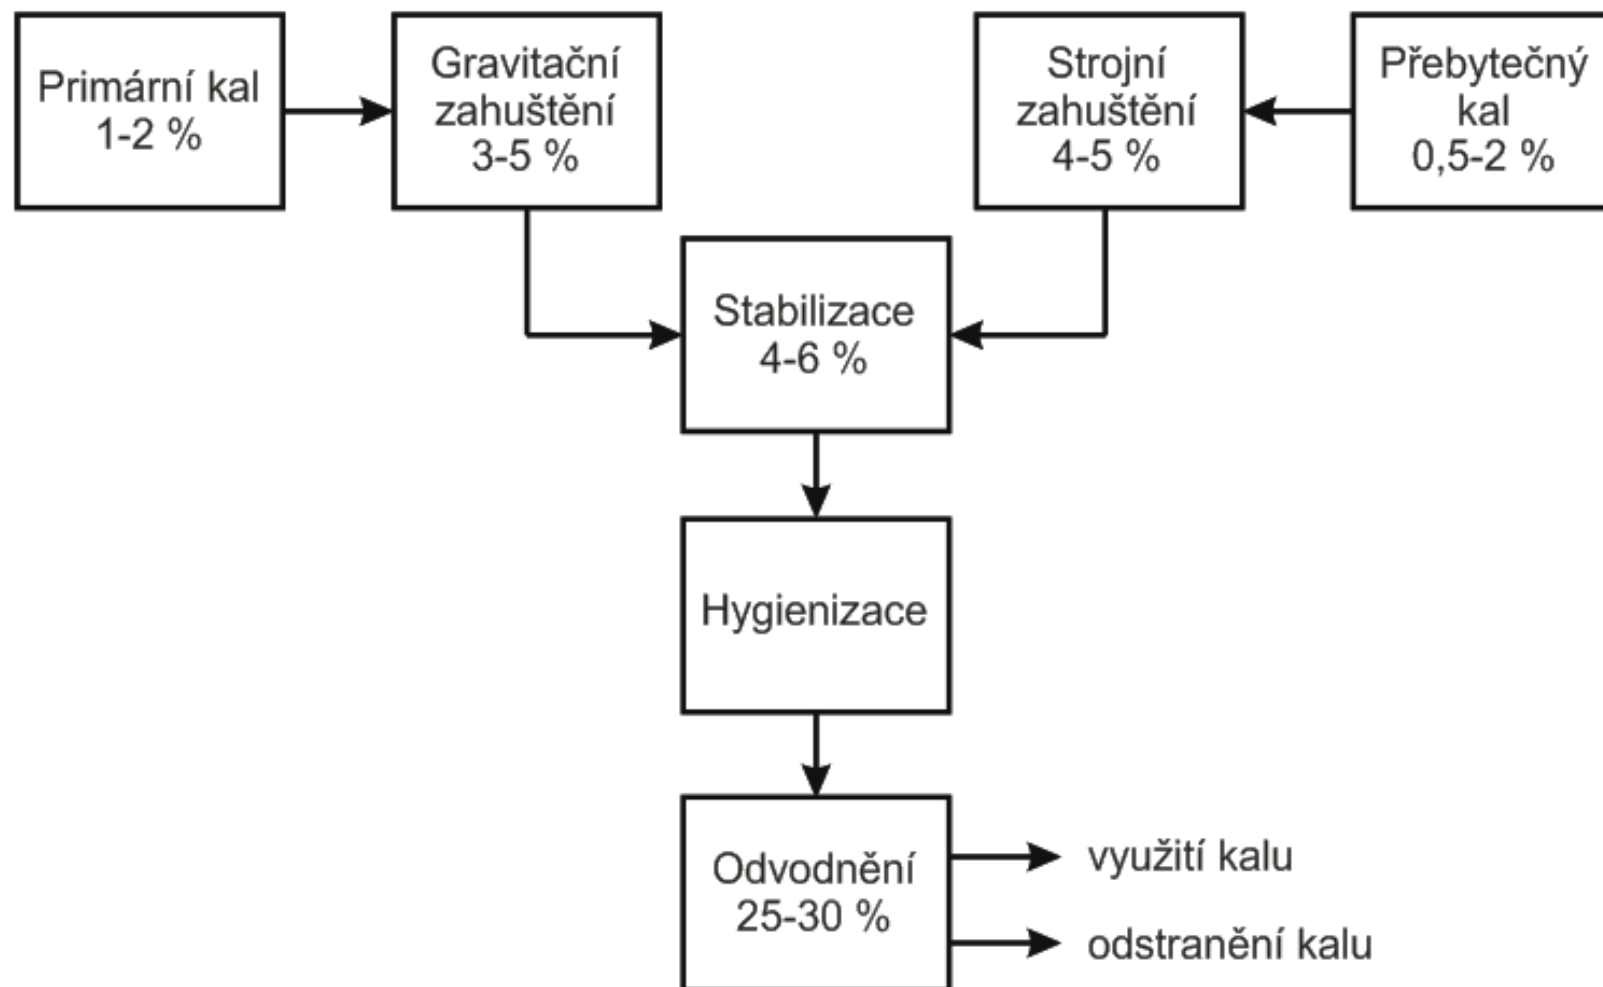 Primární kal
1-2 %
Gravitační
zahuštění
3-5 %
Strojní
zahuštění
4-5 %
Přebytečný
kal
0,5-2 %
Stabilizace
4-6 %
Hygienizace
Odvodnění
25-30 %
využití kalu
odstranění kalu